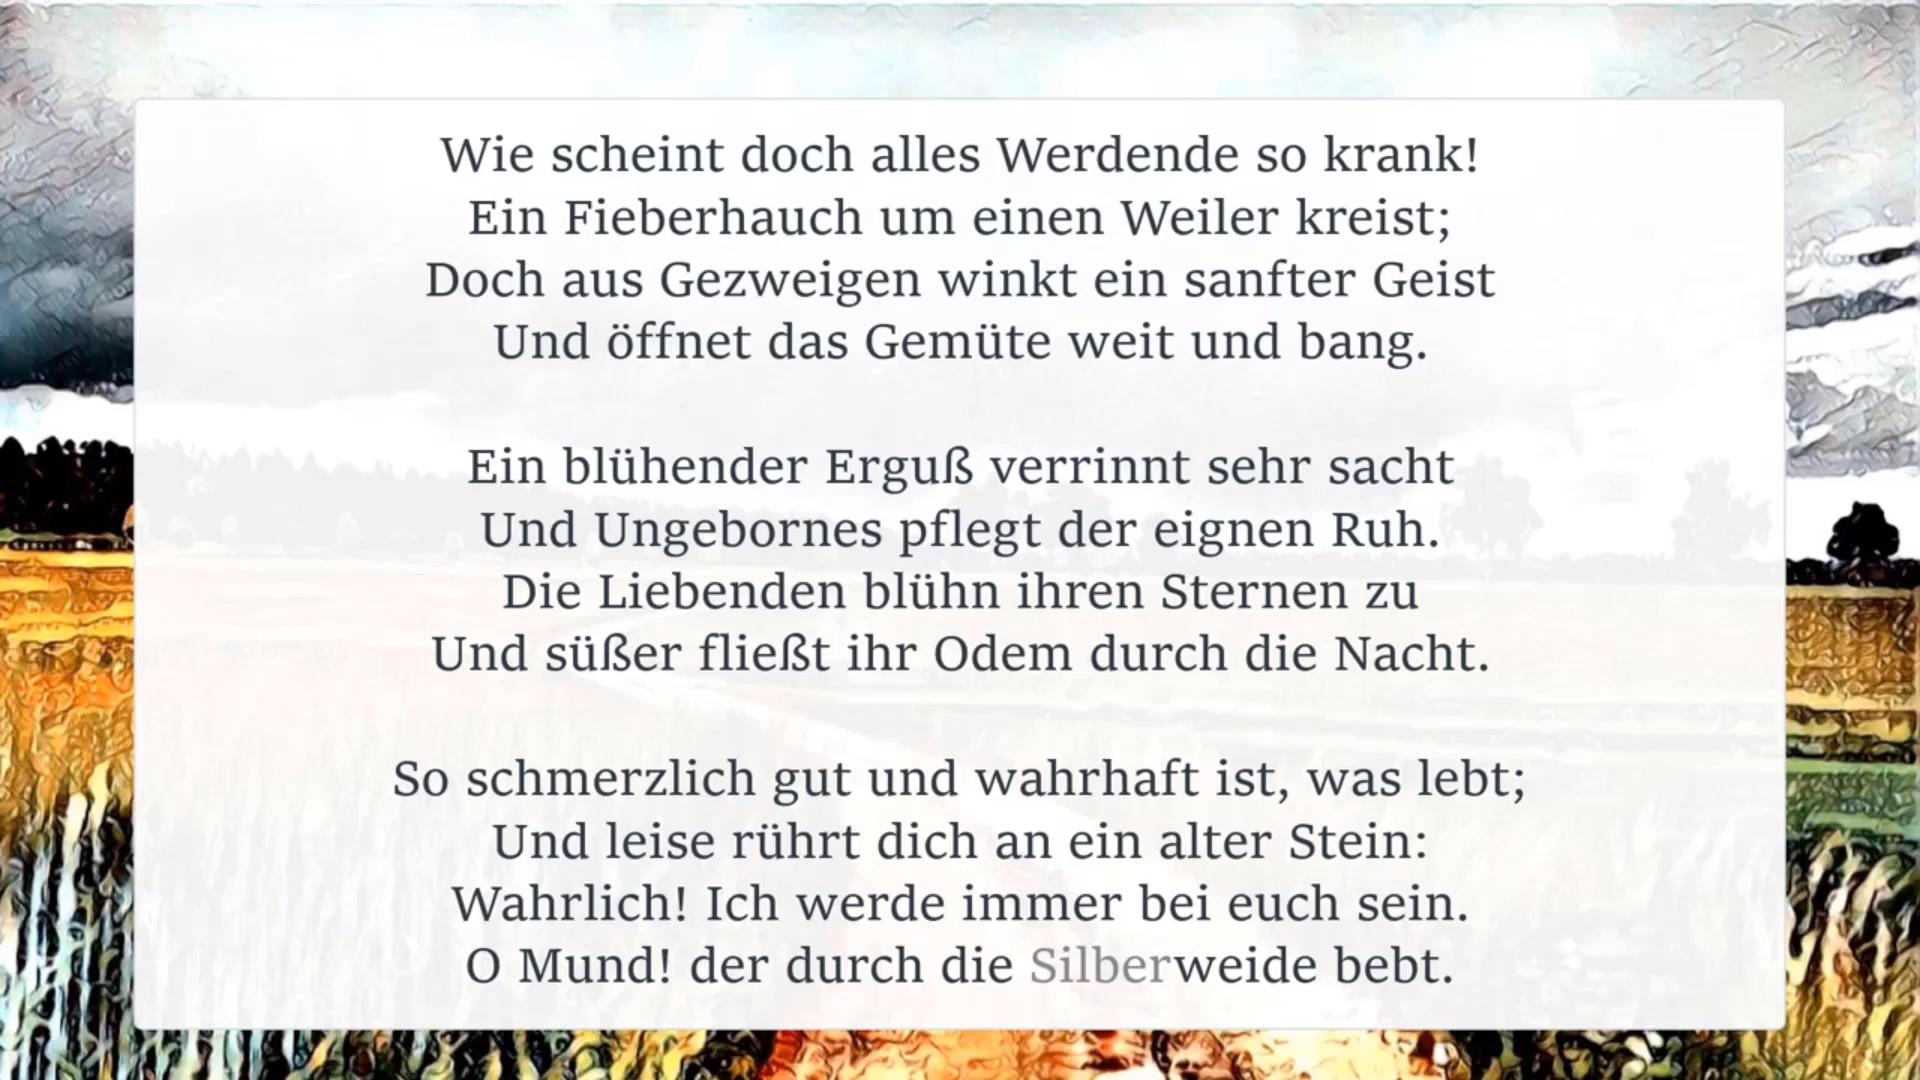 Wie scheint doch alles Werdende so krank!
Ein Fieberhauch um einen Weiler kreist;
Doch aus Gezweigen winkt ein sanfter Geist
Und öffnet das Gemüte weit und bang.
Ein blühender Erguß verrinnt sehr sacht
Und Ungebornes pflegt der eignen Ruh.
Die Liebenden blühn ihren Sternen zu
Und süßer fließt ihr Odem durch die Nacht.
So schmerzlich gut und wahrhaft ist, was lebt;
Und leise rührt dich an ein alter Stein:
Wahrlich! Ich werde immer bei euch sein.
O Mund! der durch die Silberweide bebt.